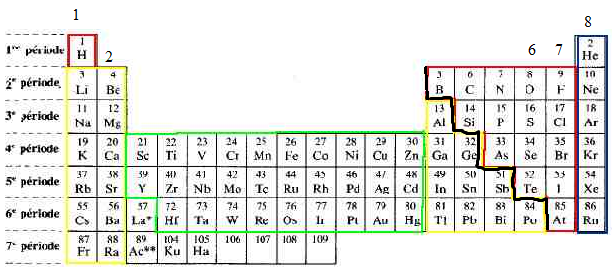 1 8
1 2
1re période H 2 6 7 He
3 4 5 6 7 8 9 10
2e période Li Be B C N O F Ne
11 12 13 14 15 16 17 18
3e période Na Mg Al Si P S Cl Ar
19 20 21 22 23 24 25 26 27 28 29 30 31 32 33 34 35 36
4e période K Ca Sc Ti V Cr Mn Fe Co Ni Cu Zn Ga Ge As Se Br Kr
37 38 39 40 41 42 43 44 45 46 47 48 49 50 51 52 53 54
5e période Rb Sr Y Zr Nb Mo Tc Ru Rh Pd Ag Cd In Sn Sb Te I Xe
55 56 57 72 73 74 75 76 77 78 79 80 81 82 83 84 85 86
6e période Cs Ba La* Hf Ta W Re Os Ir Pt Au Hg Tl Pb Bi Po At Ru
87 88 89 104 105 106 107 108 109
7e période Fr Ra Ac** Ku Ha